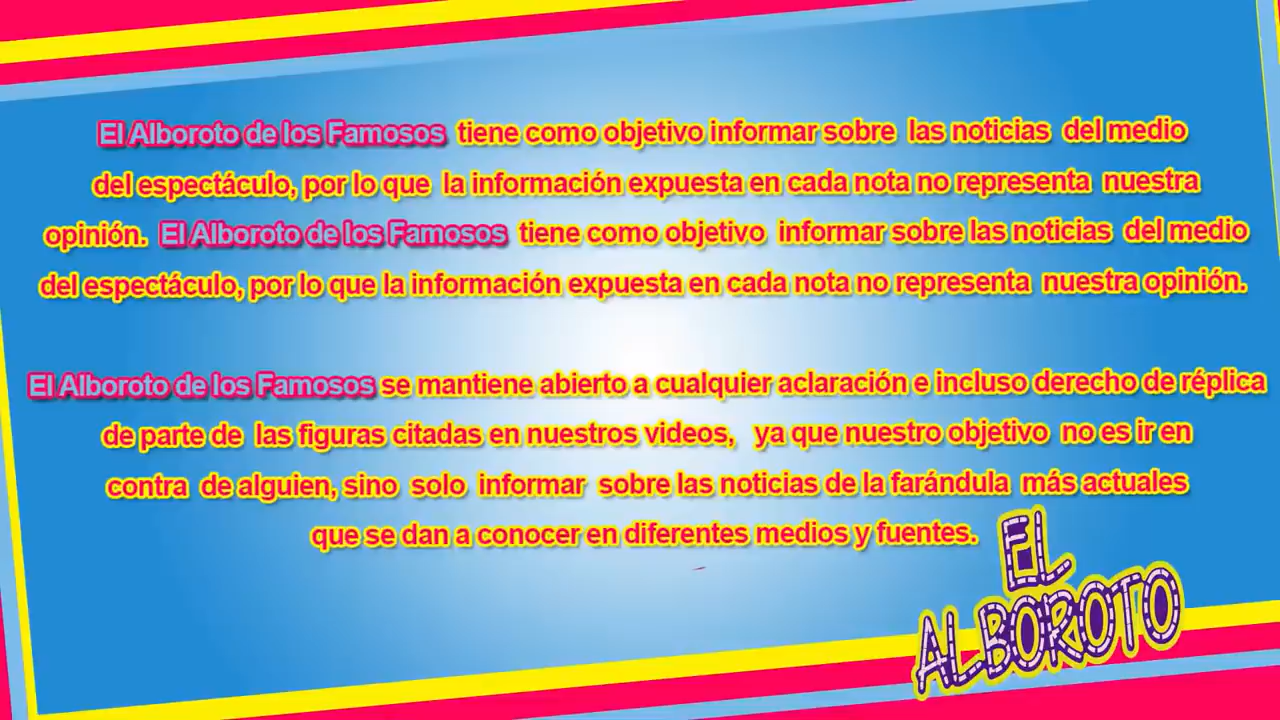 El Alboroto de los Famosos tiene como objetivo informar sobre las noticias del medio
del espectáculo, por lo que la información expuesta en cada nota no representa nuestra
opinión. El Alboroto de los Famosos tiene como objetivo informar sobre las noticias del medio
del espectáculo, por lo que la información expuesta en cada nota no representa nuestra opinión.
El Alboroto de los Famosos se mantiene abierto a cualquier aclaración e incluso derecho de réplica
de parte de las figuras citadas en nuestros videos, ya que nuestro objetivo no es ir en
contra de alguien, sino solo informar sobre las noticias de la farándula más actuales
que se dan a conocer en diferentes medios y fuentes.
EL
ALBOROTO